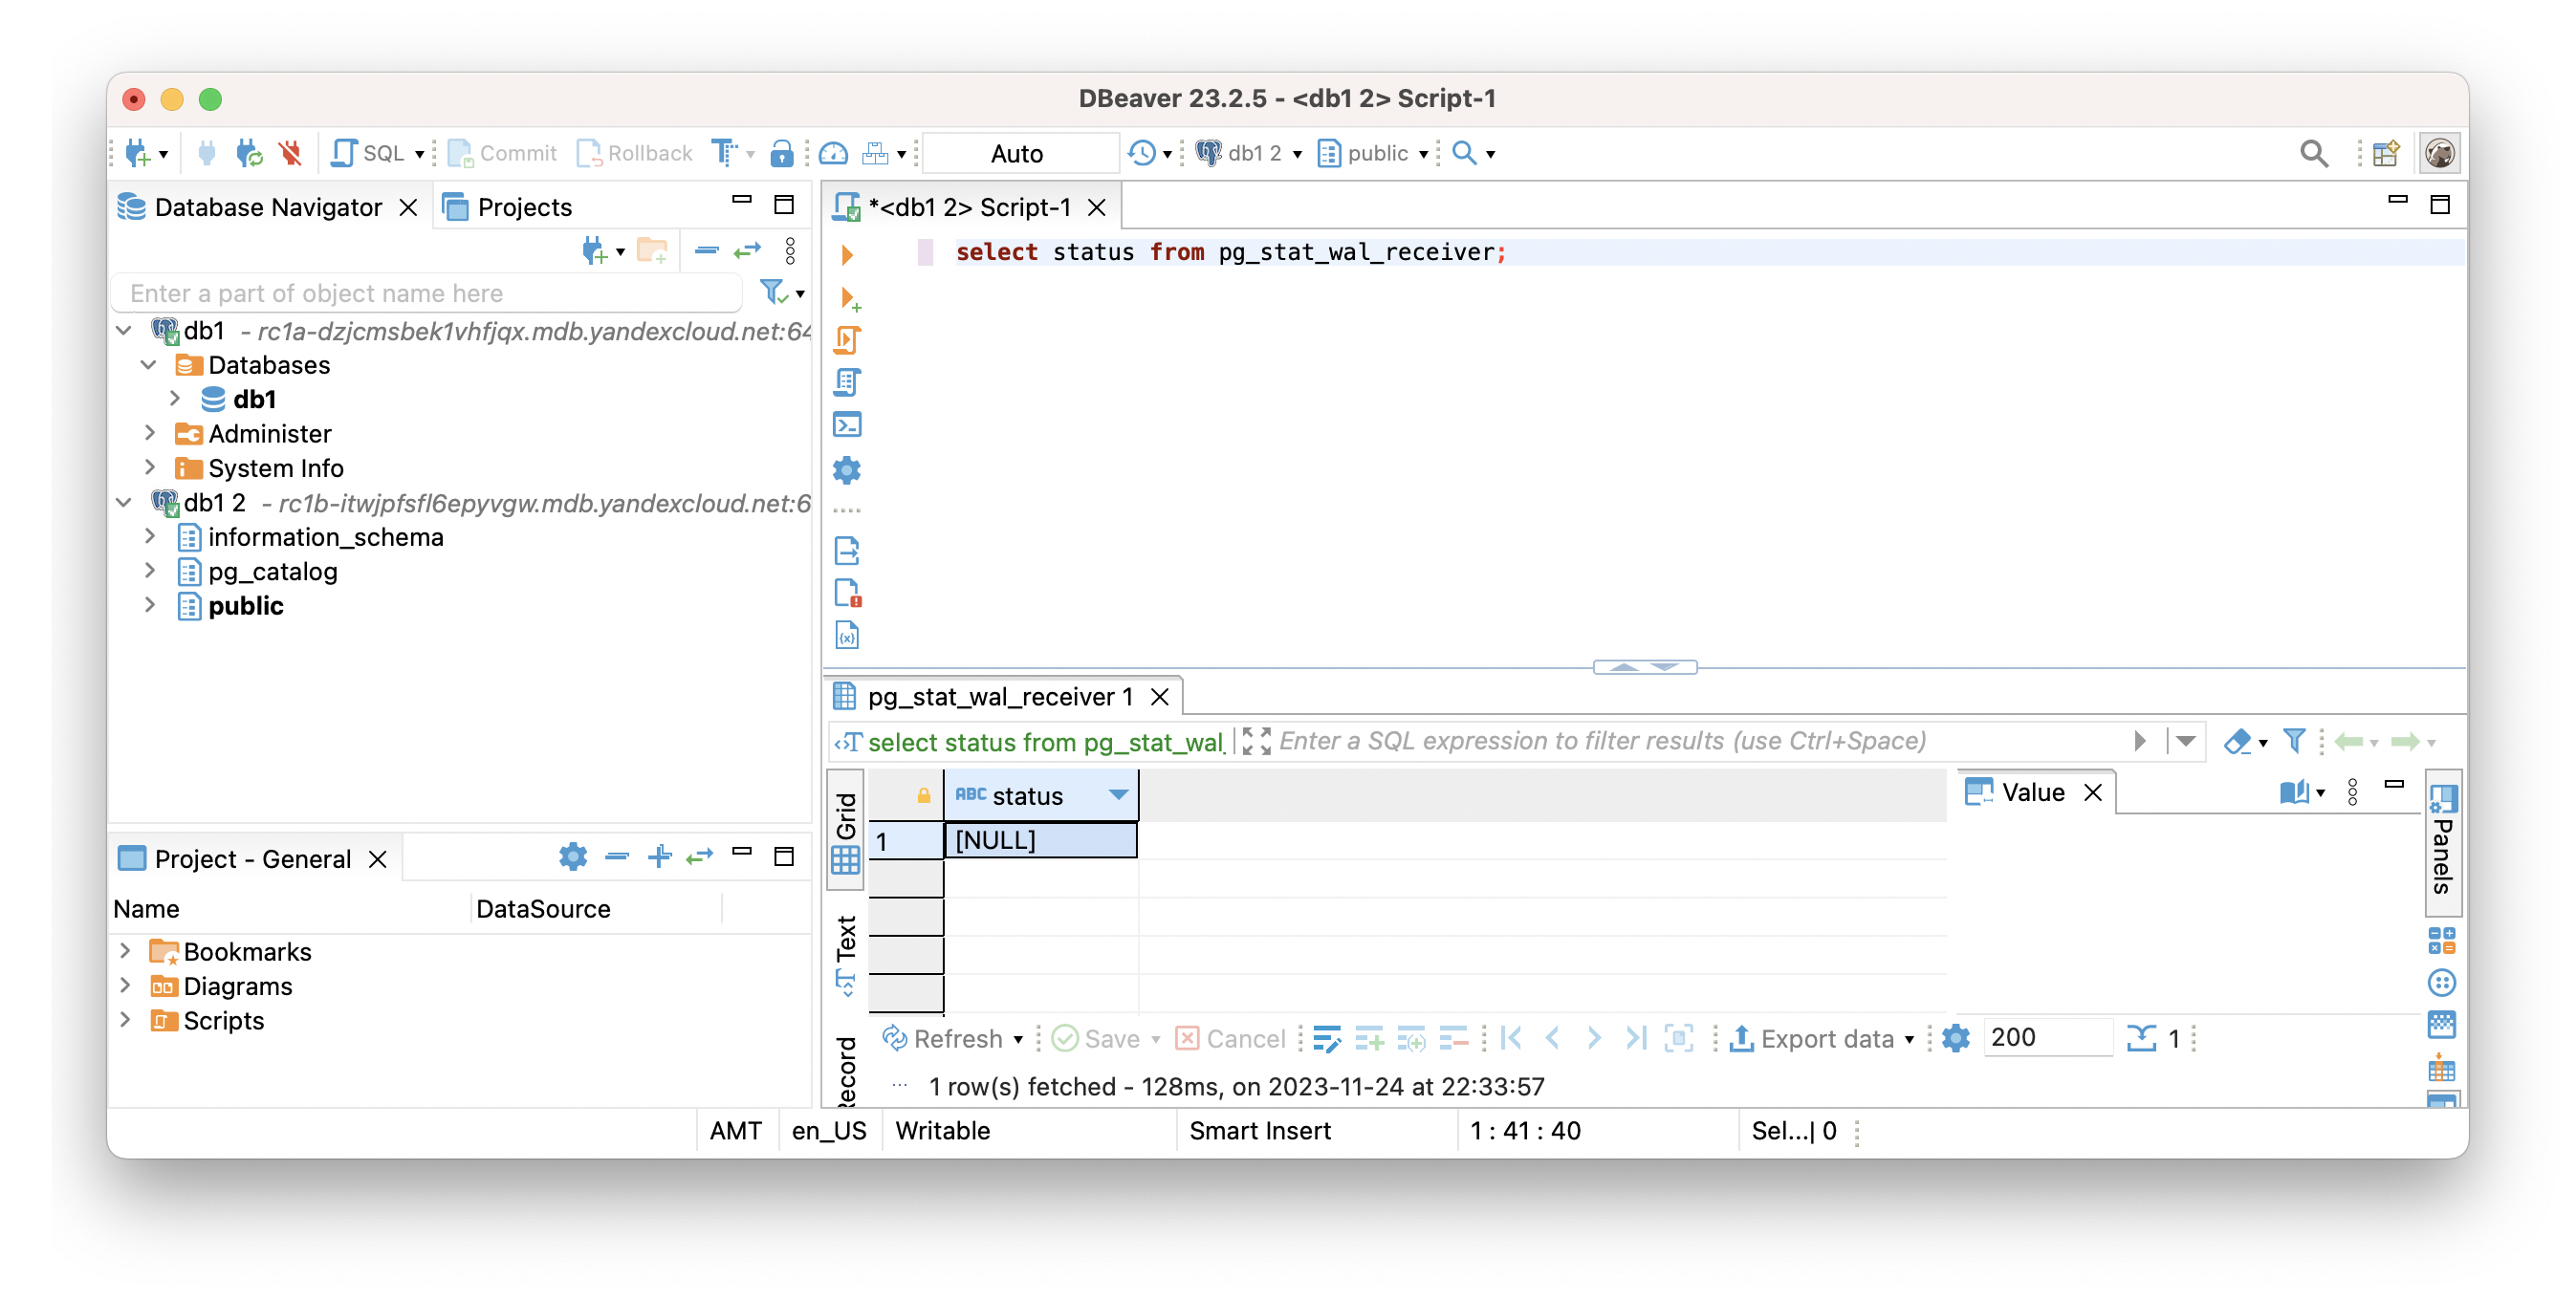 DBeaver 23.2.5 - <db1 2> Script-1
SQL Commit Rollback Auto db1 2 public
Database Navigator Projects
Enter a part of object name here
db1 - rc1a-dzjcmsbek1vhfjqx.mdb.yandexcloud.net:64
Databases
db1
Administer
System Info
db1 2 - rc1b-itwjpfsfl6epyvgw.mdb.yandexcloud.net:6
information_schema
pg_catalog
public
Project - General
Name DataSource
Bookmarks
Diagrams
Scripts
*<db1 2> Script-1
select status from pg_stat_wal_receiver;
pg_stat_wal_receiver 1
select status from pg_stat_wal_ Enter a SQL expression to filter results (use Ctrl+Space)
Grid
Text
Record
ABC status
1 [NULL]
Value
Panels
Refresh Save Cancel Export data 200 1
... 1 row(s) fetched - 128ms, on 2023-11-24 at 22:33:57
AMT en_US Writable Smart Insert 1 : 41 : 40 Sel...| 0